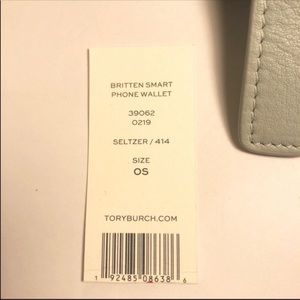 BRITTEN SMART
PHONE WALLET
39062
0219
SELTZER / 414
SIZE
OS
TORYBURCH.COM
1 92485 08638 6